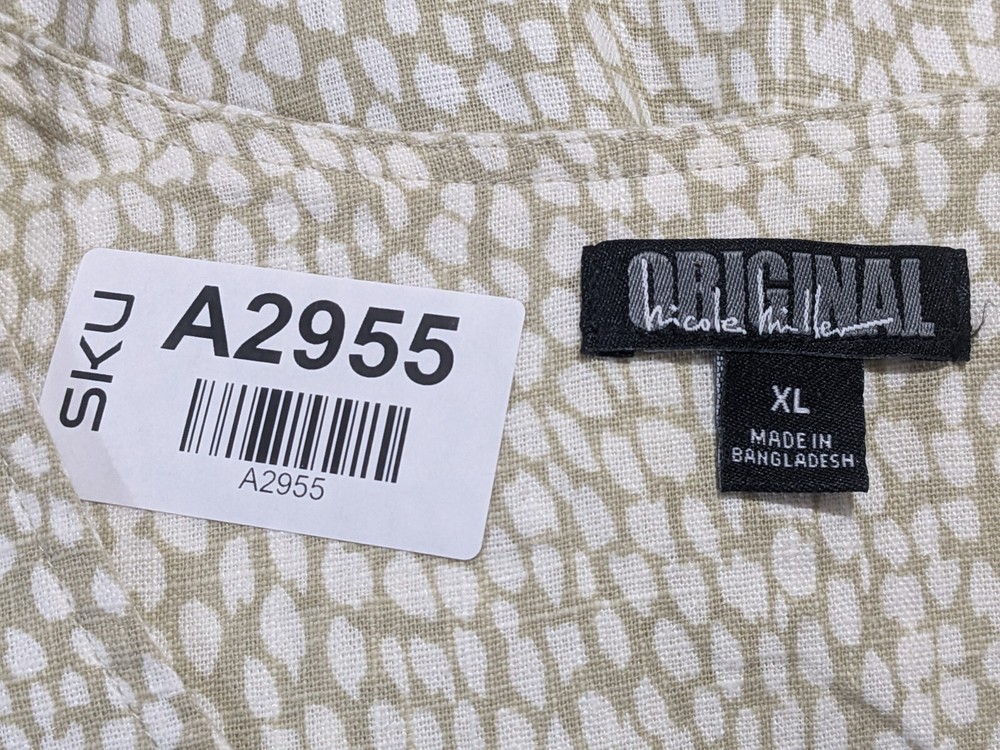 SKU
A2955
A2955
ORIGINAL
Nicole Miller
XL
MADE IN
BANGLADESH